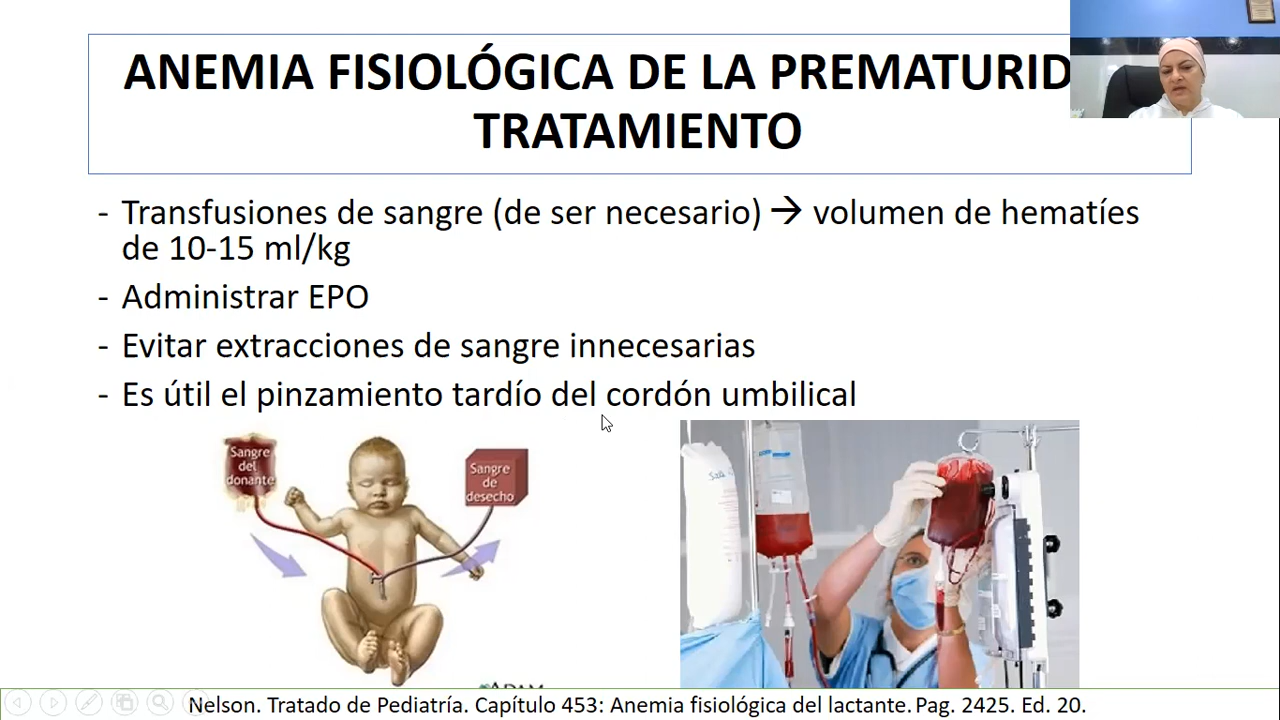 ANEMIA FISIOLÓGICA DE LA PREMATURID
TRATAMIENTO
- Transfusiones de sangre (de ser necesario) → volumen de hematíes
de 10-15 ml/kg
- Administrar EPO
- Evitar extracciones de sangre innecesarias
- Es útil el pinzamiento tardío del cordón umbilical
Sangre
del
donante
Sangre
de
desecho
Nelson. Tratado de Pediatría. Capítulo 453: Anemia fisiológica del lactante. Pag. 2425. Ed. 20.